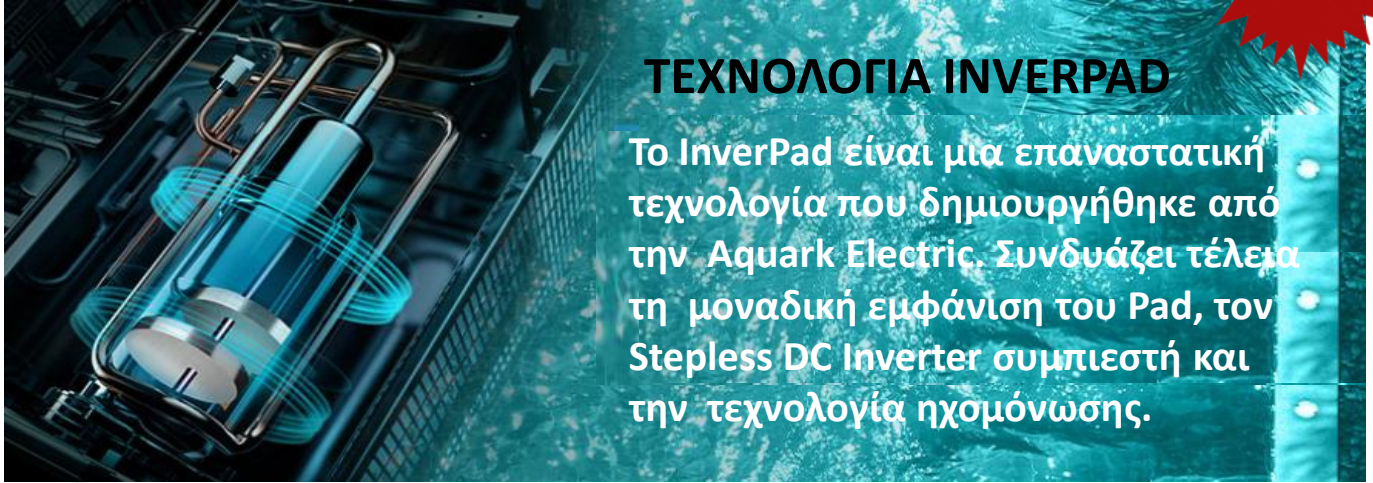 ΤΕΧΝΟΛΟΓΙΑ INVERPAD
Το InverPad είναι μια επαναστατική
τεχνολογία που δημιουργήθηκε από
την Aquark Electric. Συνδυάζει τέλεια
τη μοναδική εμφάνιση του Pad, τον
Stepless DC Inverter συμπιεστή και
την τεχνολογία ηχομόνωσης.